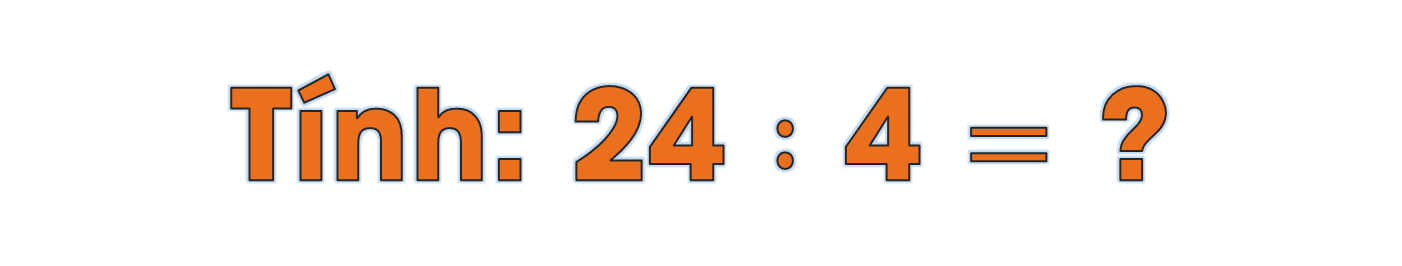 Tính: 24 : 4 = ?